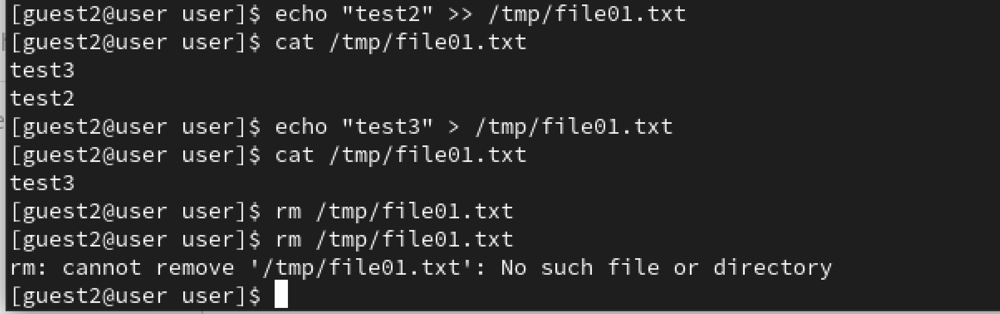 [guest2@user user]$ echo "test2" >> /tmp/file01.txt
[guest2@user user]$ cat /tmp/file01.txt
test3
test2
[guest2@user user]$ echo "test3" > /tmp/file01.txt
[guest2@user user]$ cat /tmp/file01.txt
test3
[guest2@user user]$ rm /tmp/file01.txt
[guest2@user user]$ rm /tmp/file01.txt
rm: cannot remove '/tmp/file01.txt': No such file or directory
[guest2@user user]$